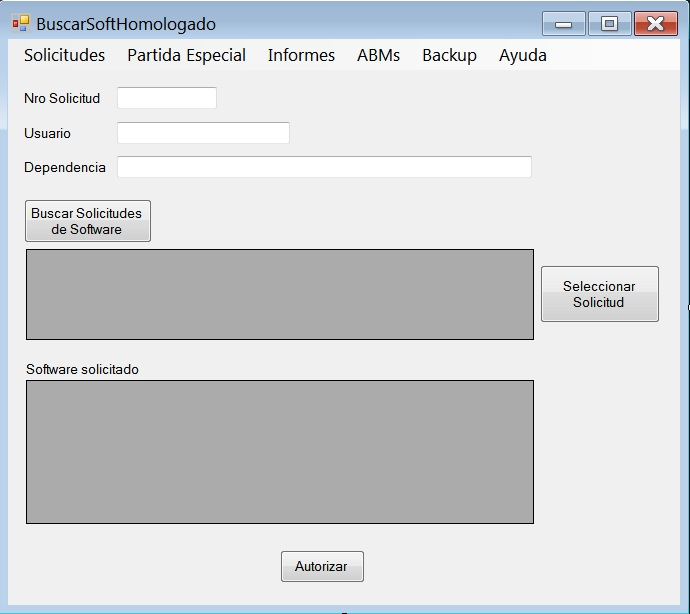 BuscarSoftHomologado
Solicitudes Partida Especial Informes ABMs Backup Ayuda
Nro Solicitud
Usuario
Dependencia
Buscar Solicitudes
de Software
Seleccionar
Solicitud
Software solicitado
Autorizar